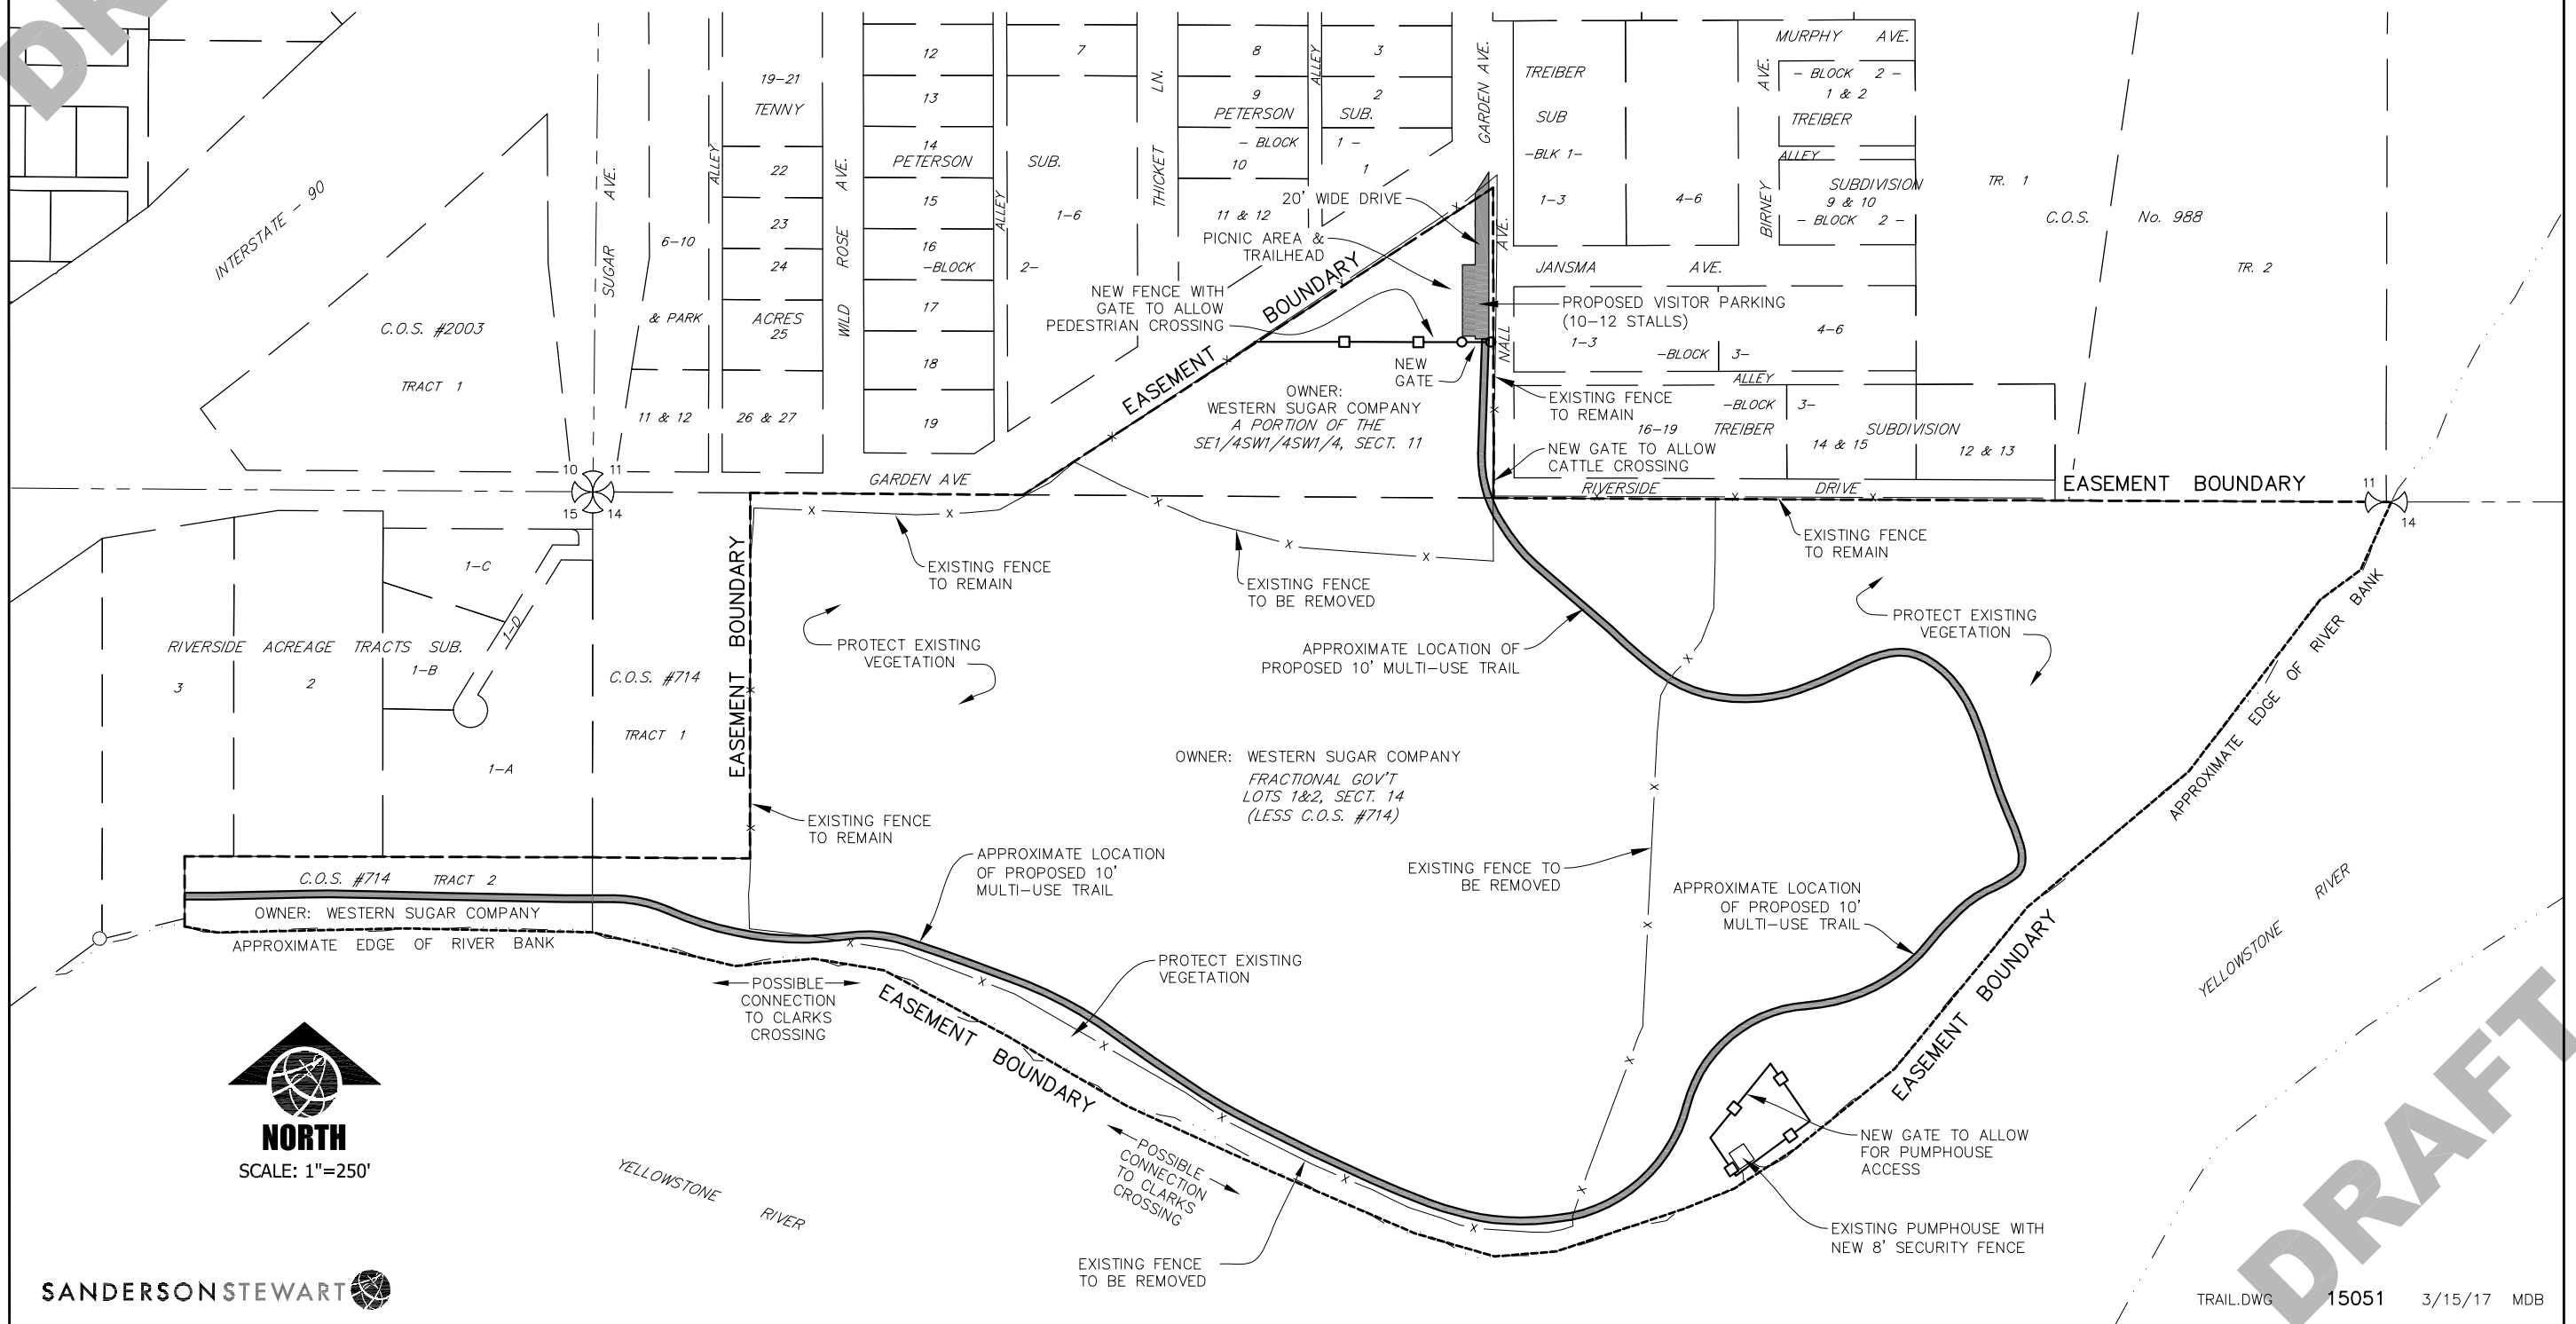 DRAFT
MURPHY AVE.
- BLOCK 2 -
1 & 2
TREIBER
ALLEY
SUBDIVISION
9 & 10
- BLOCK 2 -
BIRNEY AVE.
TREIBER
SUB
-BLK 1-
1-3
4-6
GARDEN AVE.
NALL AVE.
JANSMA AVE.
TR. 1
C.O.S. No. 988
TR. 2
INTERSTATE - 90
C.O.S. #2003
TRACT 1
SUGAR AVE.
6-10
& PARK
11 & 12
ALLEY
19-21
TENNY
22
23
24
ACRES
25
26 & 27
WILD ROSE AVE.
12
13
14
PETERSON SUB.
15
16
-BLOCK 2-
17
18
19
ALLEY
7
1-6
THICKET LN.
8
9
PETERSON SUB.
- BLOCK 1 -
10
11 & 12
ALLEY
3
2
1
20' WIDE DRIVE
PICNIC AREA &
TRAILHEAD
NEW FENCE WITH
GATE TO ALLOW
PEDESTRIAN CROSSING
EASEMENT BOUNDARY
PROPOSED VISITOR PARKING
(10-12 STALLS)
1-3
4-6
-BLOCK 3-
ALLEY
-BLOCK 3-
16-19
TREIBER SUBDIVISION
14 & 15
12 & 13
NEW
GATE
OWNER:
WESTERN SUGAR COMPANY
A PORTION OF THE
SE1/4SW1/4SW1/4, SECT. 11
EXISTING FENCE
TO REMAIN
NEW GATE TO ALLOW
CATTLE CROSSING
RIVERSIDE DRIVE
EASEMENT BOUNDARY
11
14
10
11
15
14
GARDEN AVE
EXISTING FENCE
TO REMAIN
EXISTING FENCE
TO BE REMOVED
EXISTING FENCE
TO REMAIN
PROTECT EXISTING
VEGETATION
PROTECT EXISTING
VEGETATION
APPROXIMATE LOCATION OF
PROPOSED 10' MULTI-USE TRAIL
APPROXIMATE EDGE OF RIVER BANK
RIVERSIDE ACREAGE TRACTS SUB.
3
2
1-C
1-D
1-B
1-A
C.O.S. #714
TRACT 1
EASEMENT BOUNDARY
OWNER: WESTERN SUGAR COMPANY
FRACTIONAL GOV'T
LOTS 1&2, SECT. 14
(LESS C.O.S. #714)
EXISTING FENCE
TO REMAIN
APPROXIMATE LOCATION
OF PROPOSED 10'
MULTI-USE TRAIL
EXISTING FENCE TO
BE REMOVED
APPROXIMATE LOCATION
OF PROPOSED 10'
MULTI-USE TRAIL
C.O.S. #714 TRACT 2
OWNER: WESTERN SUGAR COMPANY
APPROXIMATE EDGE OF RIVER BANK
POSSIBLE
CONNECTION
TO CLARKS
CROSSING
PROTECT EXISTING
VEGETATION
EASEMENT BOUNDARY
EASEMENT BOUNDARY
YELLOWSTONE RIVER
POSSIBLE
CONNECTION
TO CLARKS
CROSSING
EXISTING FENCE
TO BE REMOVED
NEW GATE TO ALLOW
FOR PUMPHOUSE
ACCESS
EXISTING PUMPHOUSE WITH
NEW 8' SECURITY FENCE
NORTH
SCALE: 1"=250'
YELLOWSTONE RIVER
SANDERSONSTEWART
DRAFT
TRAIL.DWG 15051 3/15/17 MDB